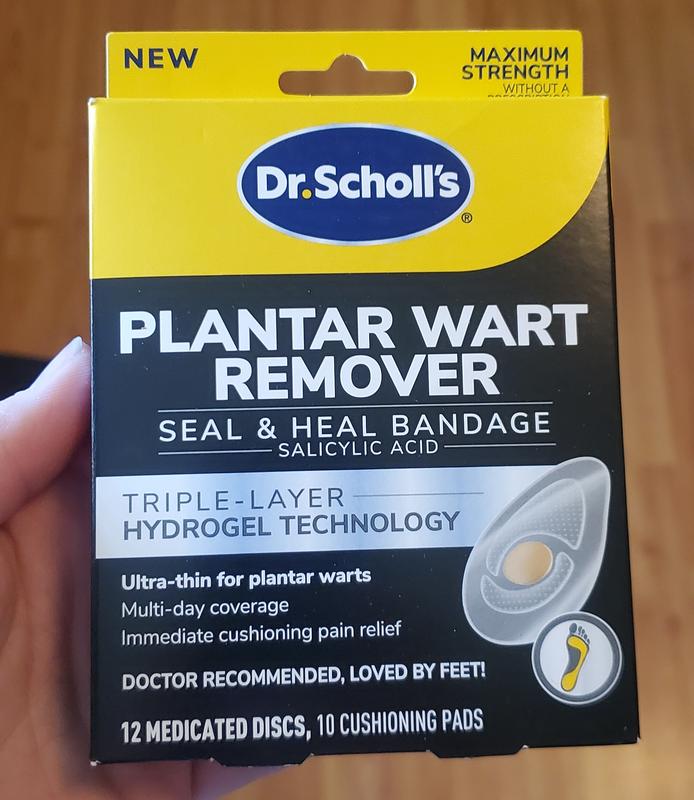 NEW
MAXIMUM
STRENGTH
WITHOUT A
PRESCRIPTION
Dr.Scholl's®
PLANTAR WART
REMOVER
SEAL & HEAL BANDAGE
SALICYLIC ACID
TRIPLE-LAYER
HYDROGEL TECHNOLOGY
Ultra-thin for plantar warts
Multi-day coverage
Immediate cushioning pain relief
DOCTOR RECOMMENDED, LOVED BY FEET!
12 MEDICATED DISCS, 10 CUSHIONING PADS